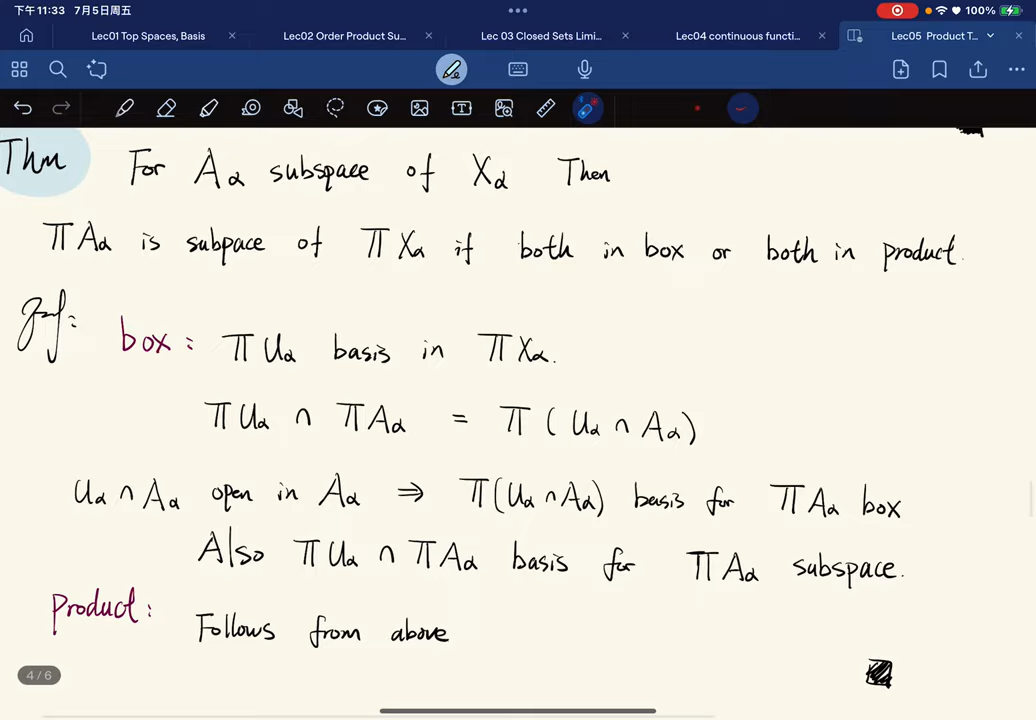 下午11:33 7月5日周五
100%
Lec01 Top Spaces, Basis
Lec02 Order Product Su...
Lec 03 Closed Sets Limi...
Lec04 continuous functi...
Lec05 Product T...
Thm For Aα subspace of Xα Then
πAα is subpace of πXα if both in box or both in product.
prf:
box: πUα basis in πXα.
πUα ∩ πAα = π(Uα ∩ Aα)
Uα ∩ Aα open in Aα ⇒ π(Uα ∩ Aα) basis for πAα box
Also πUα ∩ πAα basis for πAα subspace.
Product: Follows from above
4 / 6